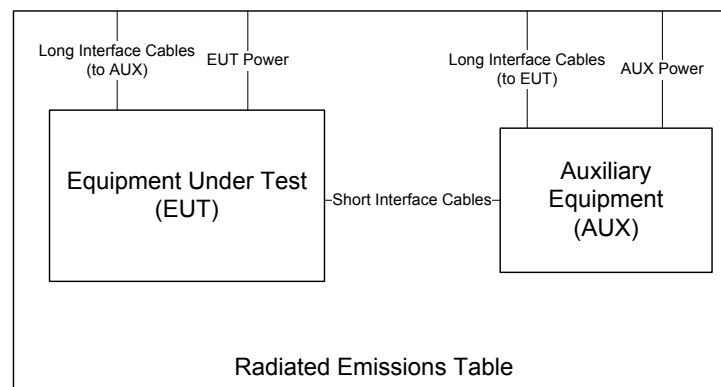 Long Interface Cables
(to AUX)
EUT Power
Long Interface Cables
(to EUT)
AUX Power
Equipment Under Test
(EUT)
Short Interface Cables
Auxiliary
Equipment
(AUX)
Radiated Emissions Table